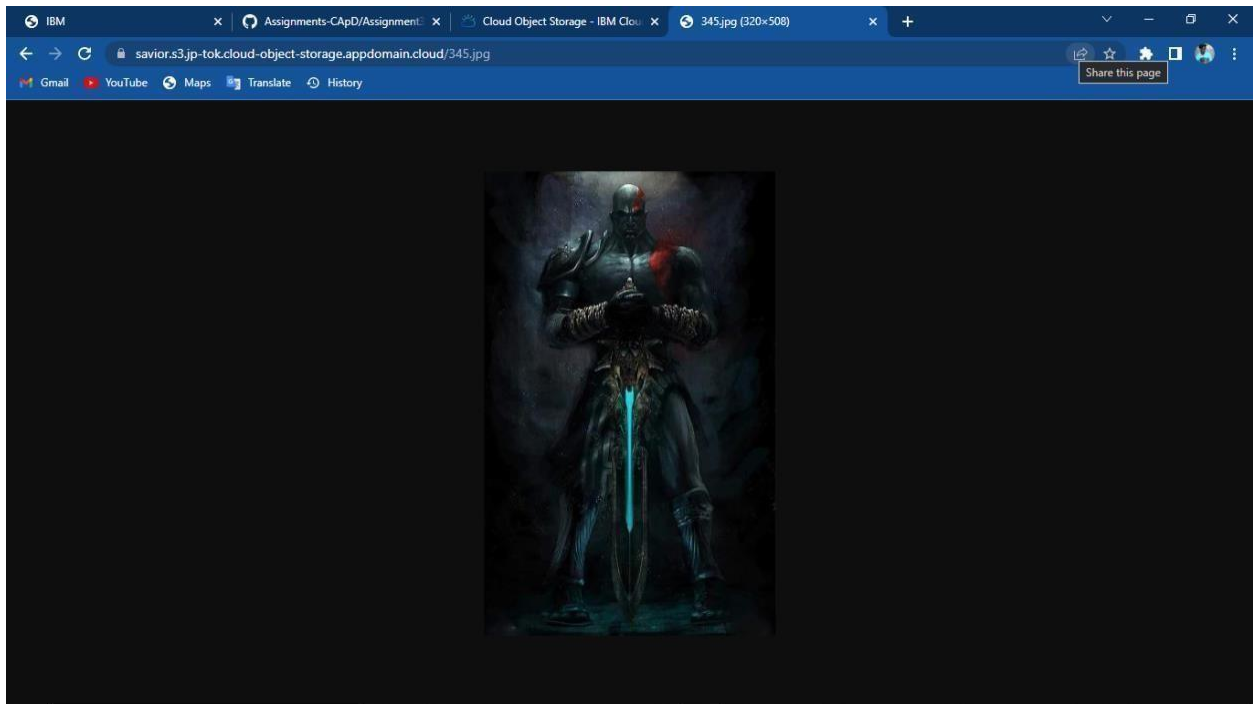 IBM
Assignments-CApD/Assignment3
Cloud Object Storage - IBM Clou
345.jpg (320×508)
savior.s3.jp-tok.cloud-object-storage.appdomain.cloud/345.jpg
Share this page
Gmail YouTube Maps Translate History